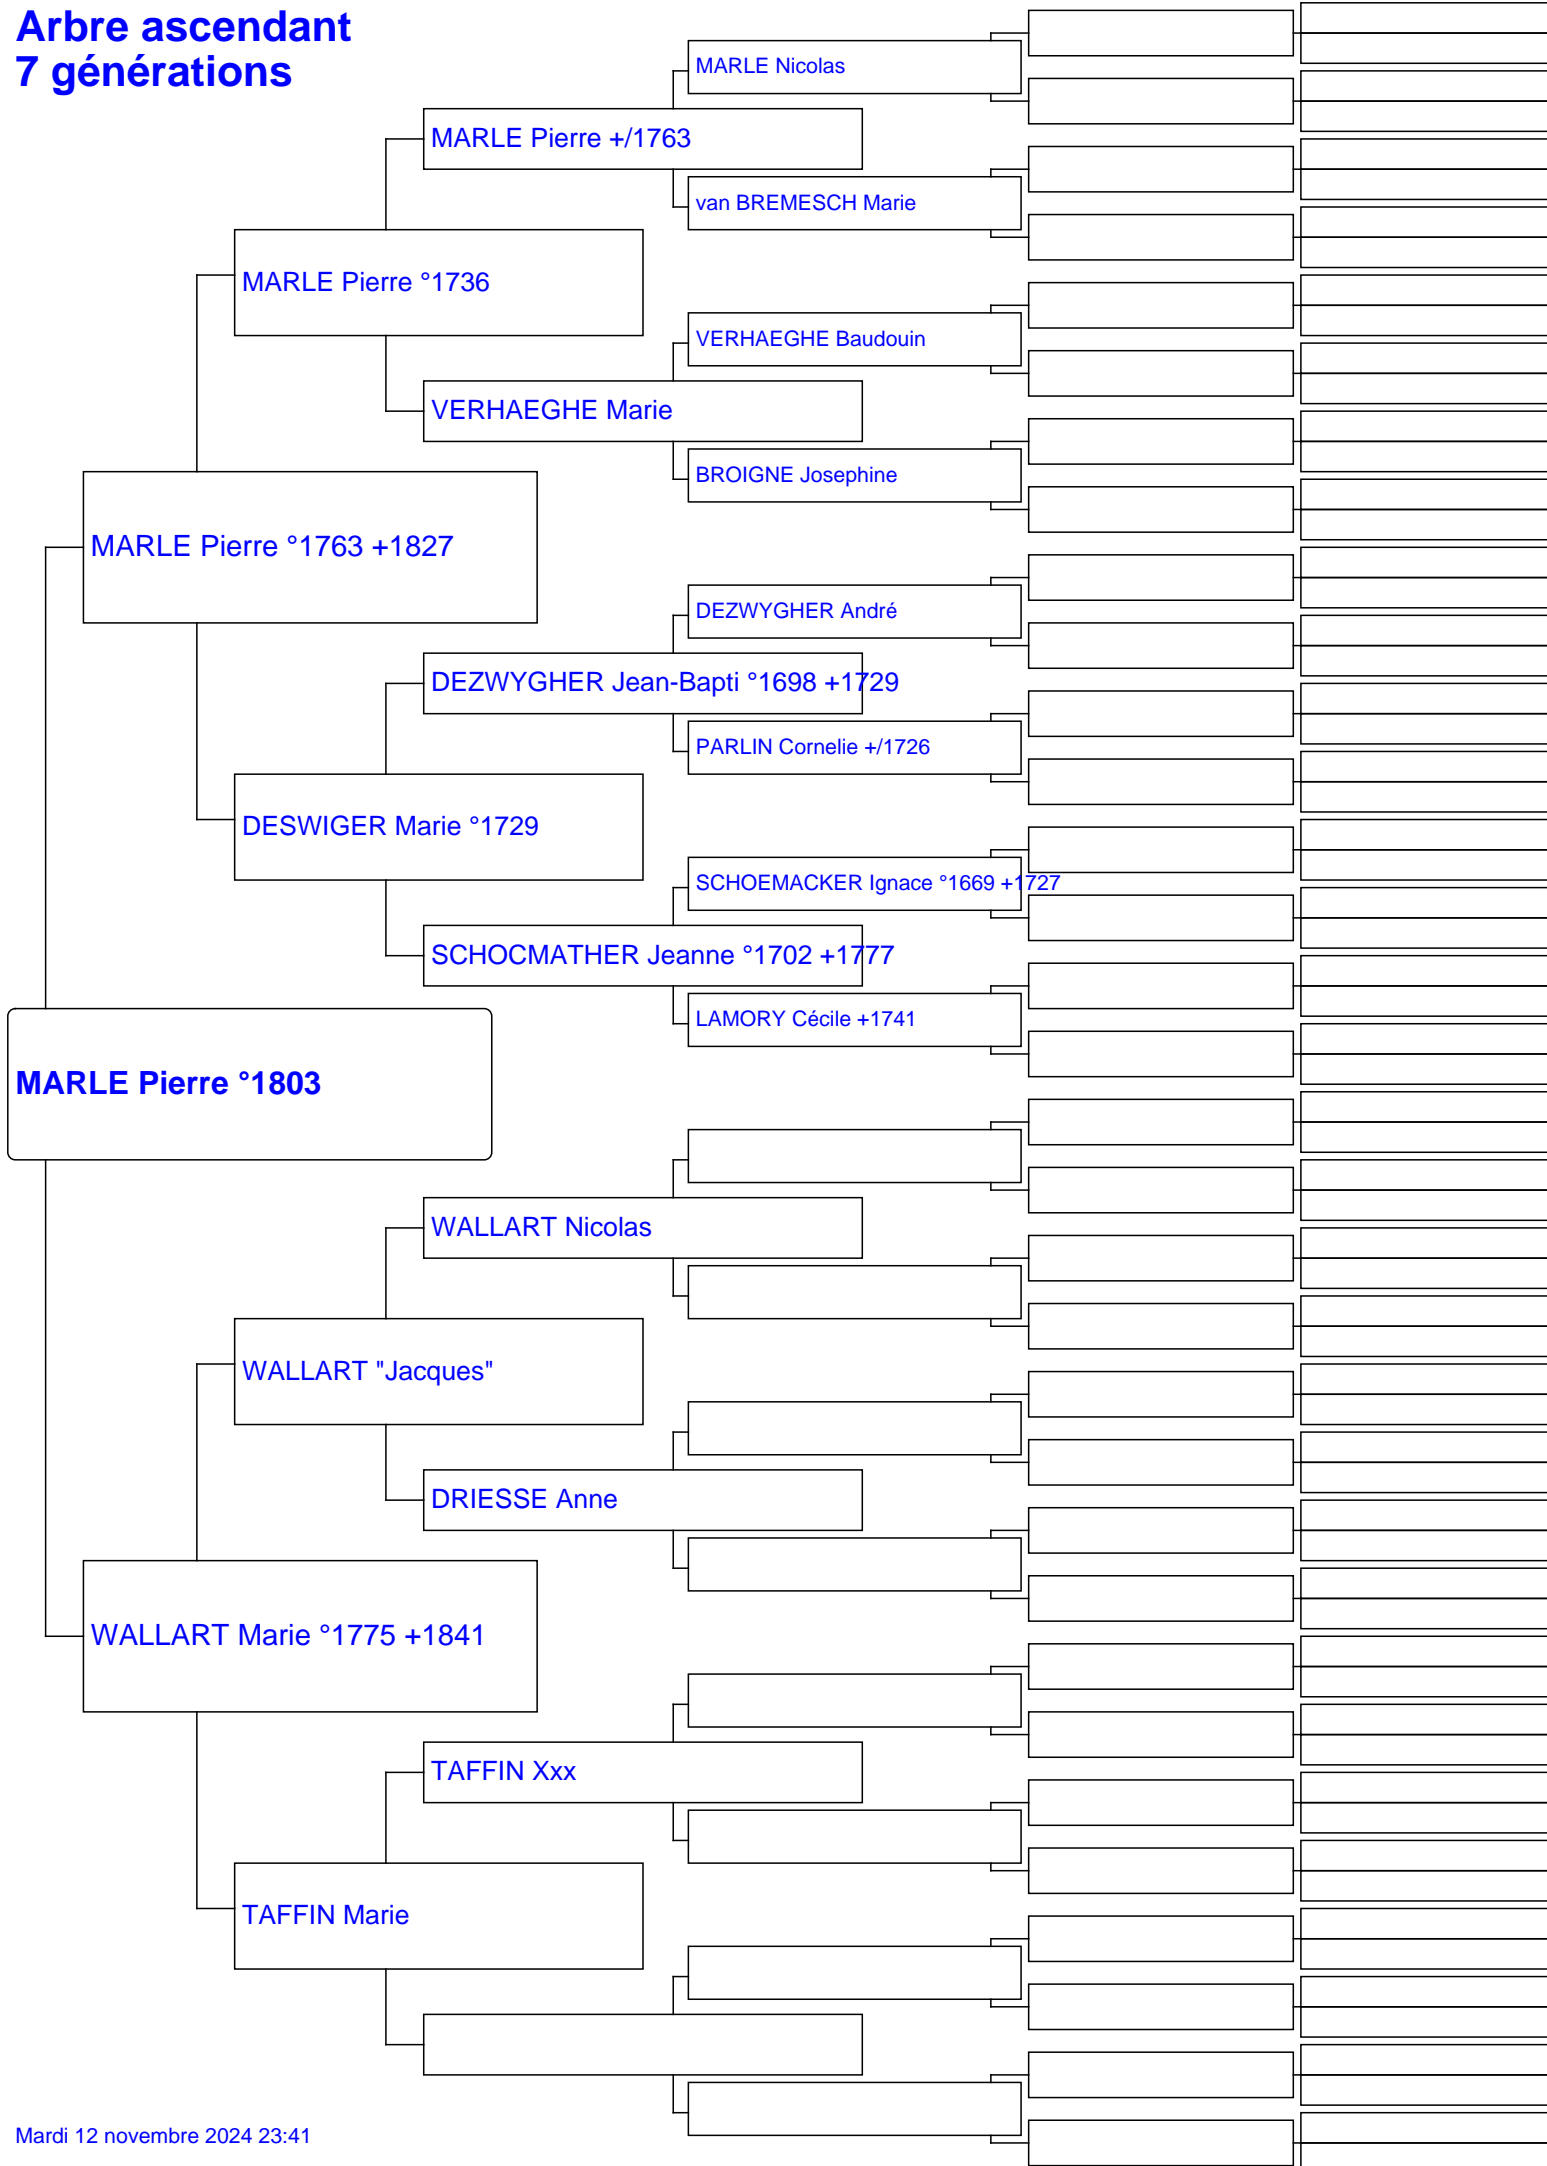 Arbre ascendant
7 générations
MARLE Nicolas
MARLE Pierre +/1763
van BREMESCH Marie
MARLE Pierre °1736
VERHAEGHE Baudouin
VERHAEGHE Marie
BROIGNE Josephine
MARLE Pierre °1763 +1827
DEZWYGHER André
DEZWYGHER Jean-Bapti °1698 +1729
PARLIN Cornelie +/1726
DESWIGER Marie °1729
SCHOEMACKER Ignace °1669 +1727
SCHOCMATHER Jeanne °1702 +1777
LAMORY Cécile +1741
MARLE Pierre °1803
WALLART Nicolas
WALLART "Jacques"
DRIESSE Anne
WALLART Marie °1775 +1841
TAFFIN Xxx
TAFFIN Marie
Mardi 12 novembre 2024 23:41